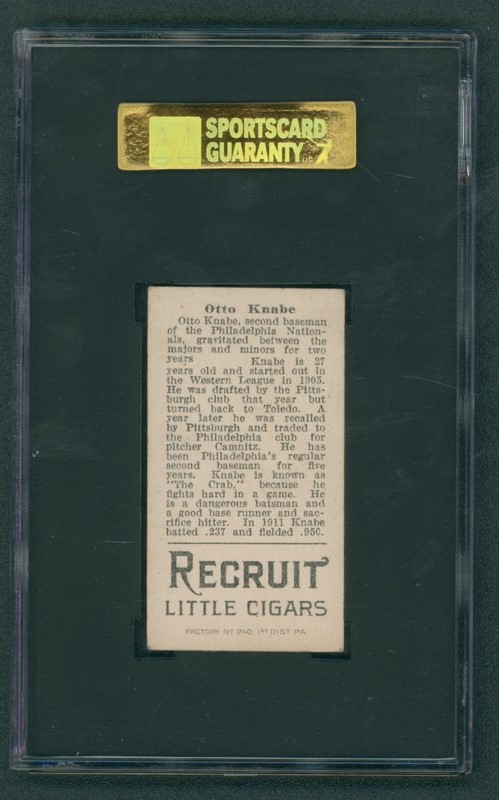 SPORTSCARD
GUARANTY LLC
Otto Knabe
Otto Knabe, second baseman
of the Philadelphia Nation-
als, gravitated between the
majors and minors for two
years Knabe is 27
years old and started out in
the Western League in 1905.
He was drafted by the Pitts-
burgh club that year but
turned back to Toledo. A
year later he was recalled
by Pittsburgh and traded to
the Philadelphia club for
pitcher Camnitz. He has
been Philadelphia's regular
second baseman for five
years. Knabe is known as
"The Crab," because he
fights hard in a game. He
is a dangerous batsman and
a good base runner and sac-
rifice hitter. In 1911 Knabe
batted .237 and fielded .950.
RECRUIT
LITTLE CIGARS
FACTORY No 240, 1ST DIST. PA.